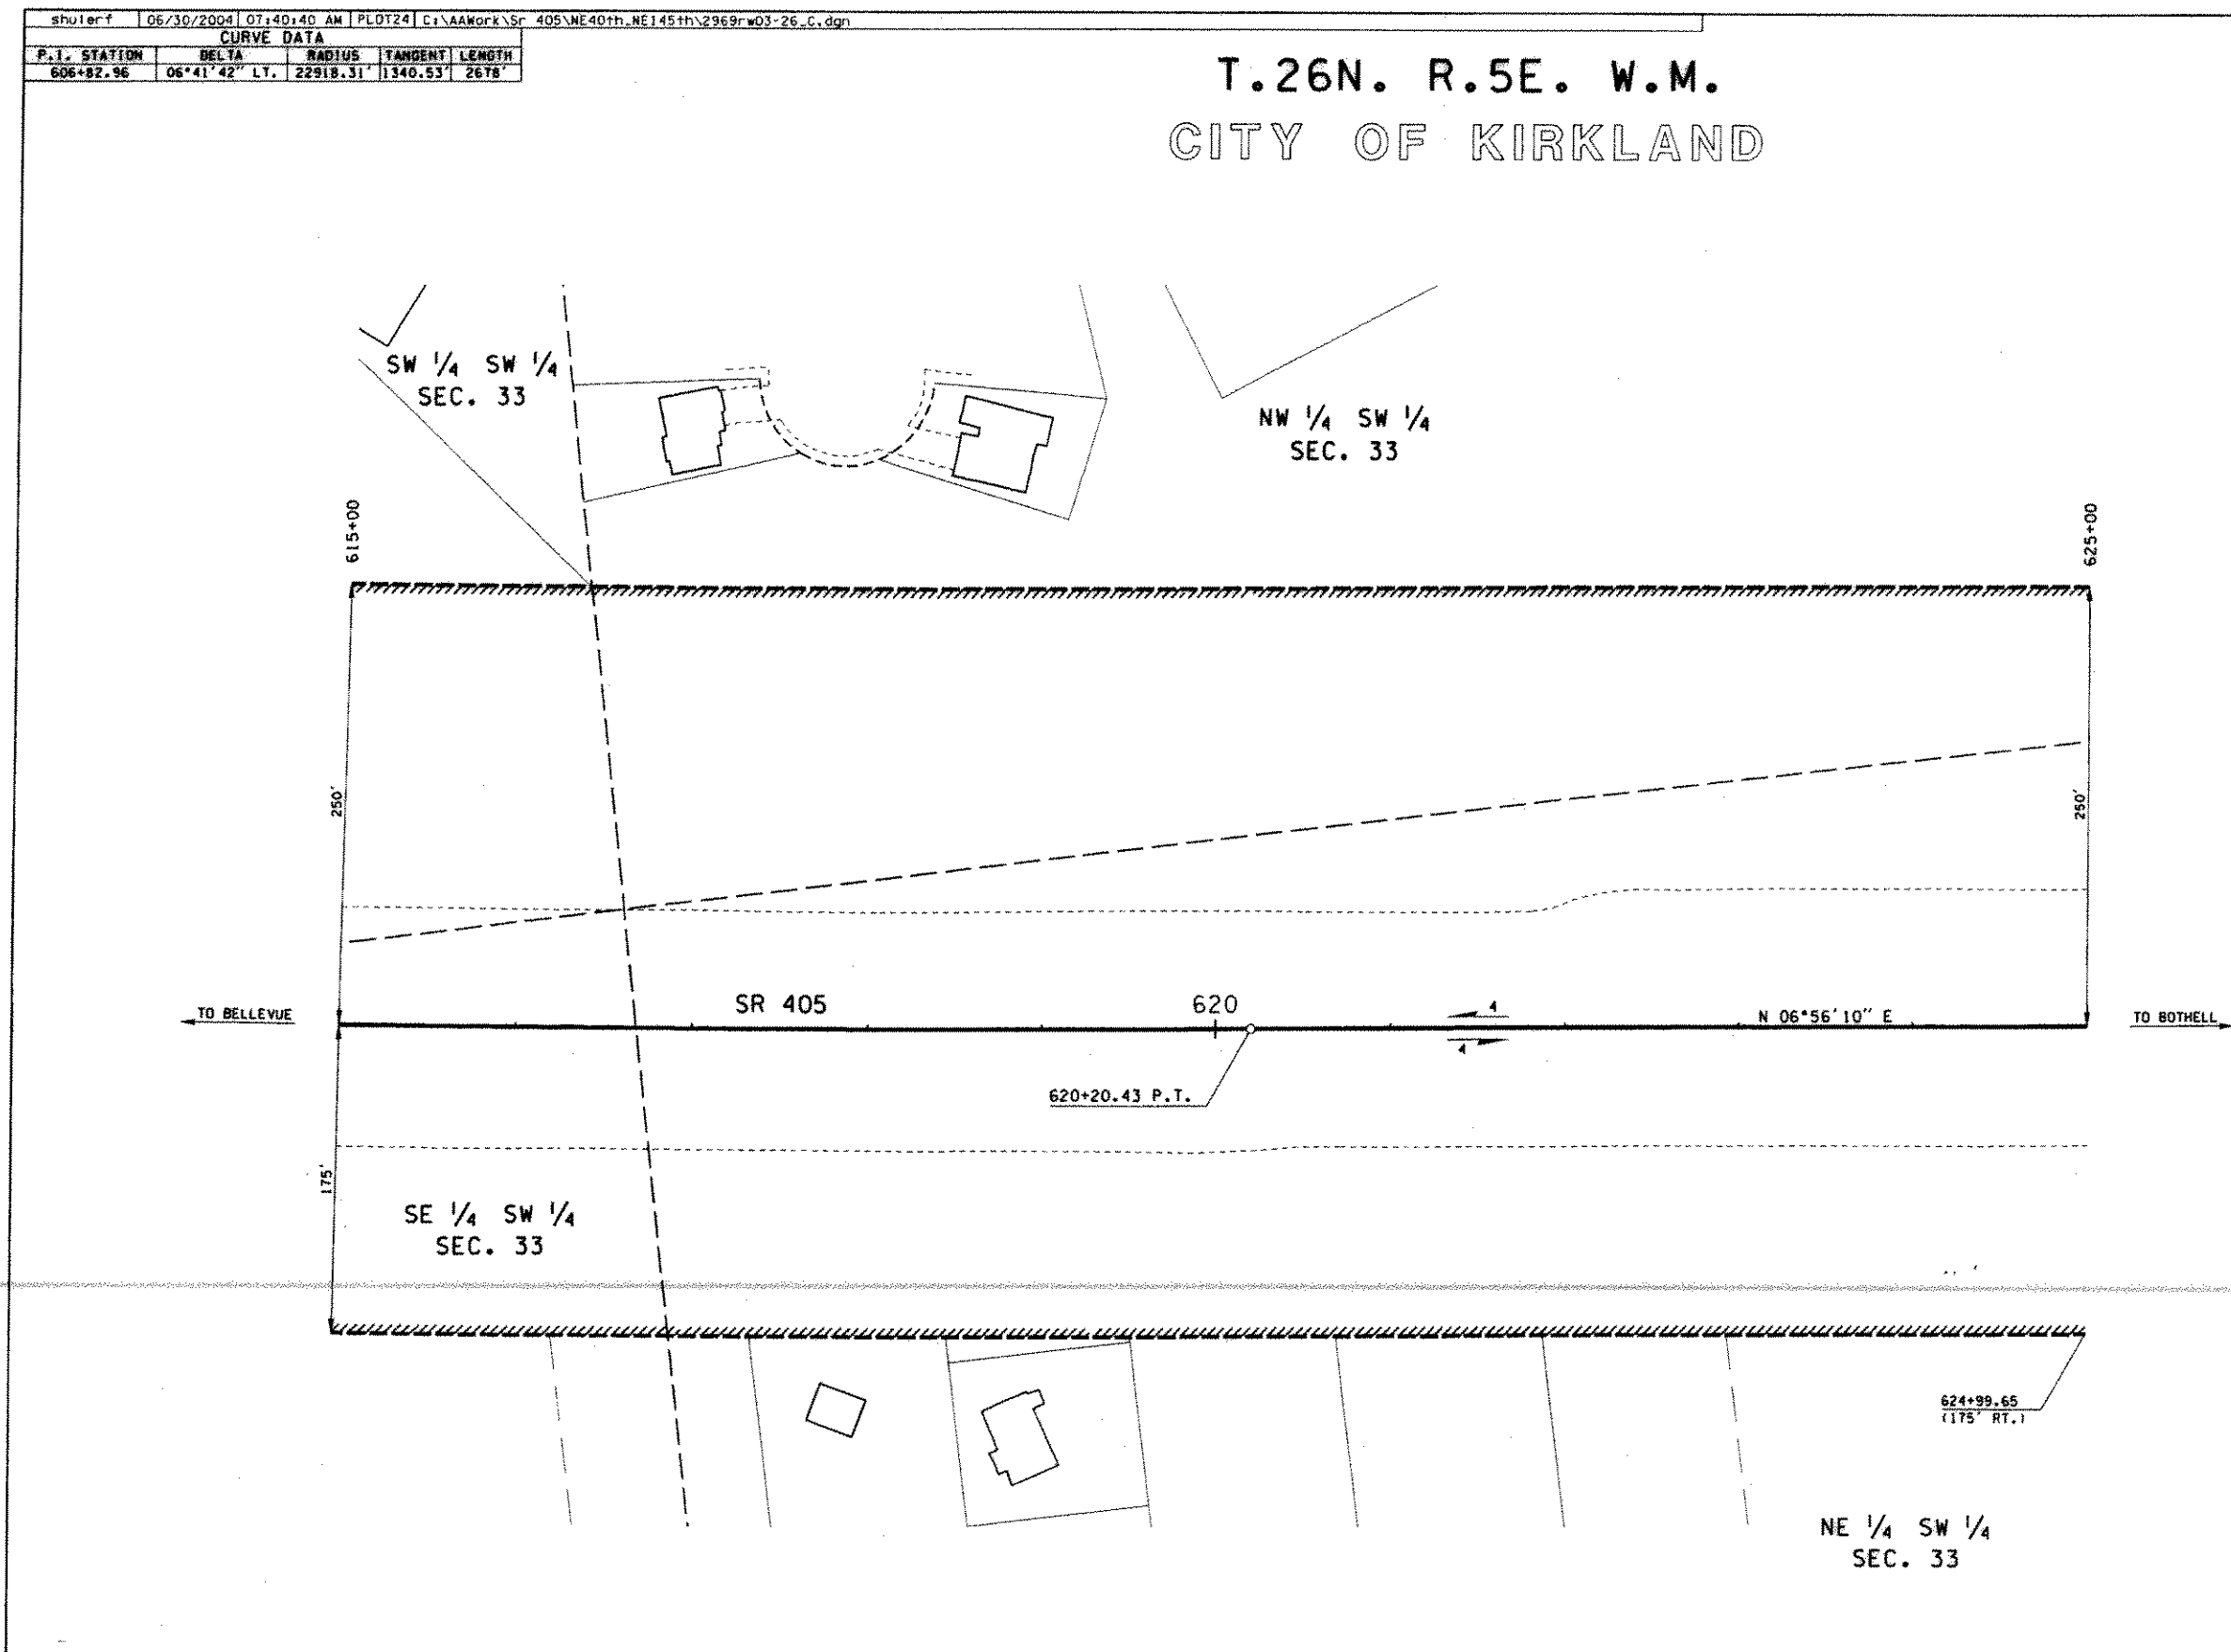 shulerf 06/30/2004 07:40:40 AM PLOT24 C:\AAWork\Sr 405\NE40th_NE145th\2969rw03-26_C.dgn
CURVE DATA
P.I. STATION DELTA RADIUS TANGENT LENGTH
606+82.96 06°41'42" LT. 22918.31' 1340.53' 2678'
T.26N. R.5E. W.M.
CITY OF KIRKLAND
SW 1/4 SW 1/4
SEC. 33
NW 1/4 SW 1/4
SEC. 33
615+00
625+00
250'
250'
TO BELLEVUE
SR 405
620
4
4
N 06°56'10" E
TO BOTHELL
620+20.43 P.T.
175'
SE 1/4 SW 1/4
SEC. 33
624+99.65
(175' RT.)
NE 1/4 SW 1/4
SEC. 33